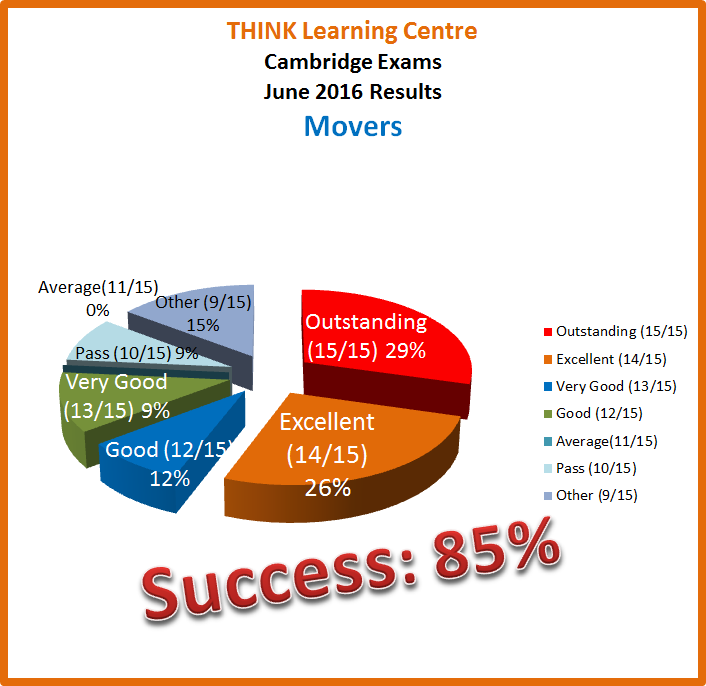 THINK Learning Centre
Cambridge Exams
June 2016 Results
Movers
Average(11/15)
0%
Other (9/15)
15%
Outstanding
(15/15) 29%
Pass (10/15) 9%
Very Good
(13/15) 9%
Good (12/15)
12%
Excellent
(14/15)
26%
Outstanding (15/15)
Excellent (14/15)
Very Good (13/15)
Good (12/15)
Average(11/15)
Pass (10/15)
Other (9/15)
Success: 85%